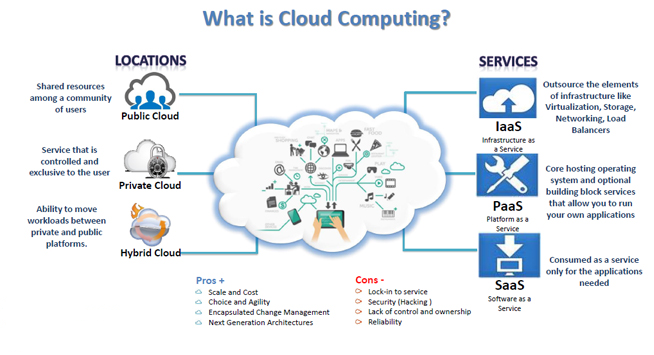 What is Cloud Computing?
LOCATIONS
Shared resources
among a community
of users
Public Cloud
Service that is
controlled and
exclusive to the user
Private Cloud
Ability to move
workloads between
private and public
platforms.
Hybrid Cloud
SERVICES
IaaS
Infrastructure as
a Service
Outsource the elements
of infrastructure like
Virtualization, Storage,
Networking, Load
Balancers
PaaS
Platform as a
Service
Core hosting operating
system and optional
building block services
that allow you to run
your own applications
SaaS
Software as a
Service
Consumed as a service
only for the applications
needed
APPS
PLAY
MUSIC
Pros +
Scale and Cost
Choice and Agility
Encapsulated Change Management
Next Generation Architectures
Cons -
Lock-in to service
Security (Hacking )
Lack of control and ownership
Reliability